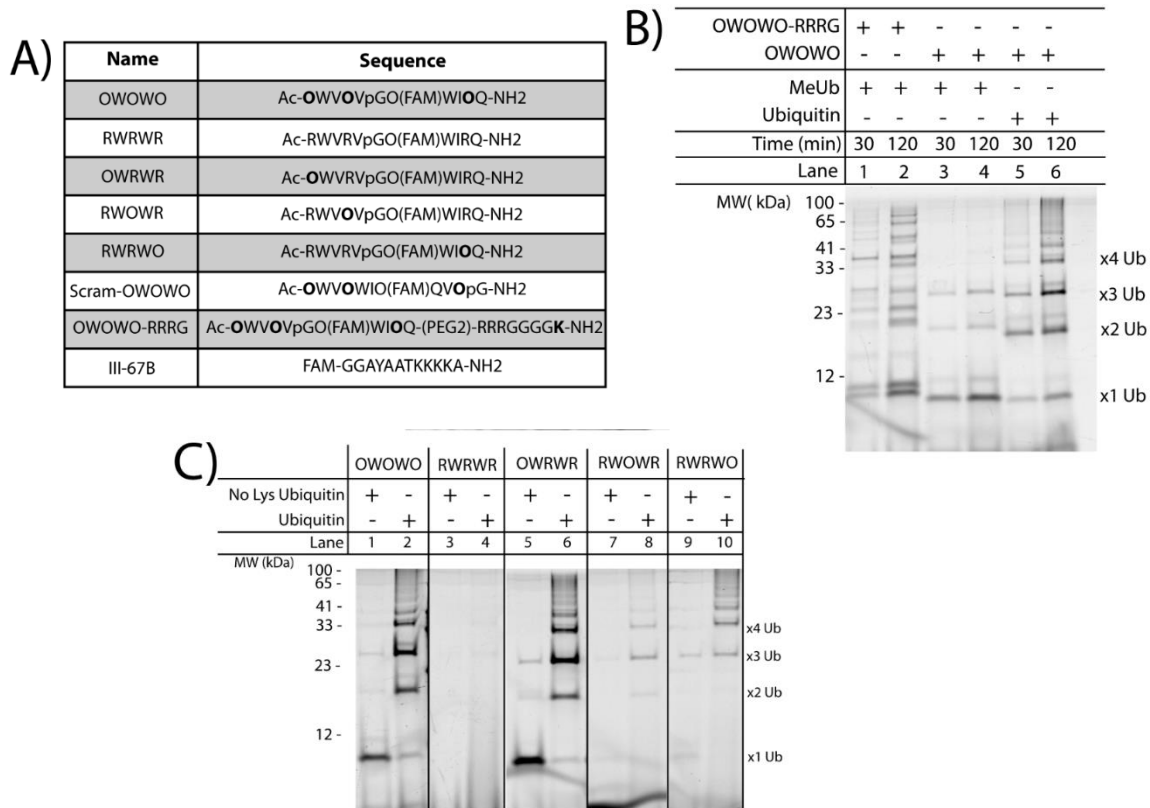 A)
Name Sequence
OWOWO Ac-OWVOVpGO(FAM)WIOQ-NH2
RWRWR Ac-RWVRVpGO(FAM)WIRQ-NH2
OWRWR Ac-OWVRVpGO(FAM)WIRQ-NH2
RWOWR Ac-RWVOVpGO(FAM)WIRQ-NH2
RWRWO Ac-RWVRVpGO(FAM)WIOQ-NH2
Scram-OWOWO Ac-OWVOWIO(FAM)QVOpG-NH2
OWOWO-RRRG Ac-OWVOVpGO(FAM)WIOQ-(PEG2)-RRRGGGGK-NH2
III-67B FAM-GGAYAATKKKKA-NH2
B)
OWOWO-RRRG + + - - - -
OWOWO - - + + + +
MeUb + + + + - -
Ubiquitin - - - - + +
Time (min) 30 120 30 120 30 120
Lane 1 2 3 4 5 6
MW( kDa)
100 -
65 -
41 -
33 -
23 -
12 -
x4 Ub
x3 Ub
x2 Ub
x1 Ub
C)
OWOWO RWRWR OWRWR RWOWR RWRWO
No Lys Ubiquitin + - + - + - + - + -
Ubiquitin - + - + - + - + - +
Lane 1 2 3 4 5 6 7 8 9 10
MW (kDa)
100 -
65 -
41 -
33 -
23 -
12 -
x4 Ub
x3 Ub
x2 Ub
x1 Ub